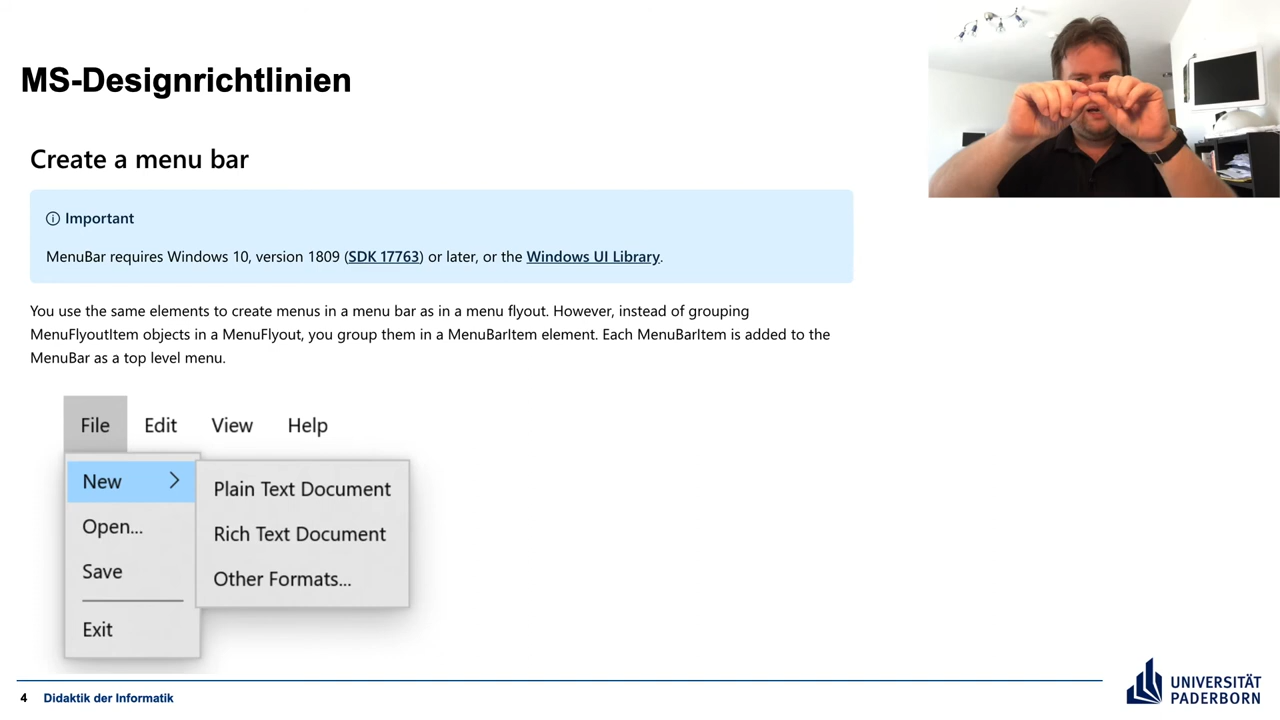 MS-Designrichtlinien
Create a menu bar
Important
MenuBar requires Windows 10, version 1809 (SDK 17763) or later, or the Windows UI Library.
You use the same elements to create menus in a menu bar as in a menu flyout. However, instead of grouping
MenuFlyoutItem objects in a MenuFlyout, you group them in a MenuBarItem element. Each MenuBarItem is added to the
MenuBar as a top level menu.
File Edit View Help
New
Open...
Save
Exit
Plain Text Document
Rich Text Document
Other Formats...
4 Didaktik der Informatik
UNIVERSITÄT
PADERBORN